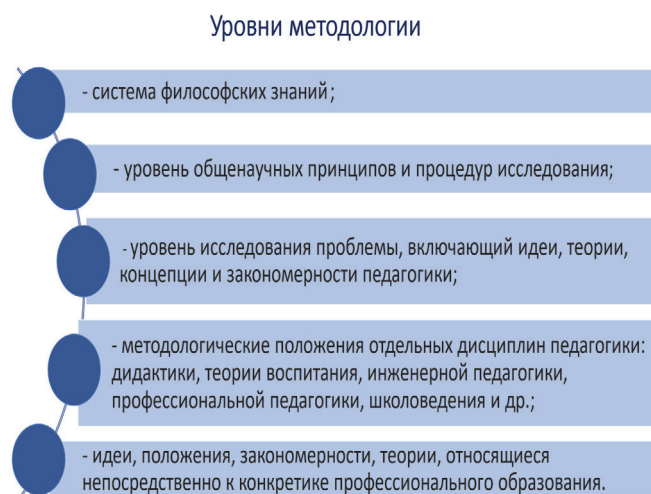 Уровни методологии
- система философских знаний;
- уровень общенаучных принципов и процедур исследования;
- уровень исследования проблемы, включающий идеи, теории,
концепции и закономерности педагогики;
- методологические положения отдельных дисциплин педагогики:
дидактики, теории воспитания, инженерной педагогики,
профессиональной педагогики, школоведения и др.;
- идеи, положения, закономерности, теории, относящиеся
непосредственно к конкретике профессионального образования.